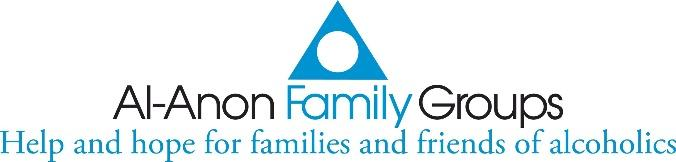 Al-Anon Family Groups
Help and hope for families and friends of alcoholics